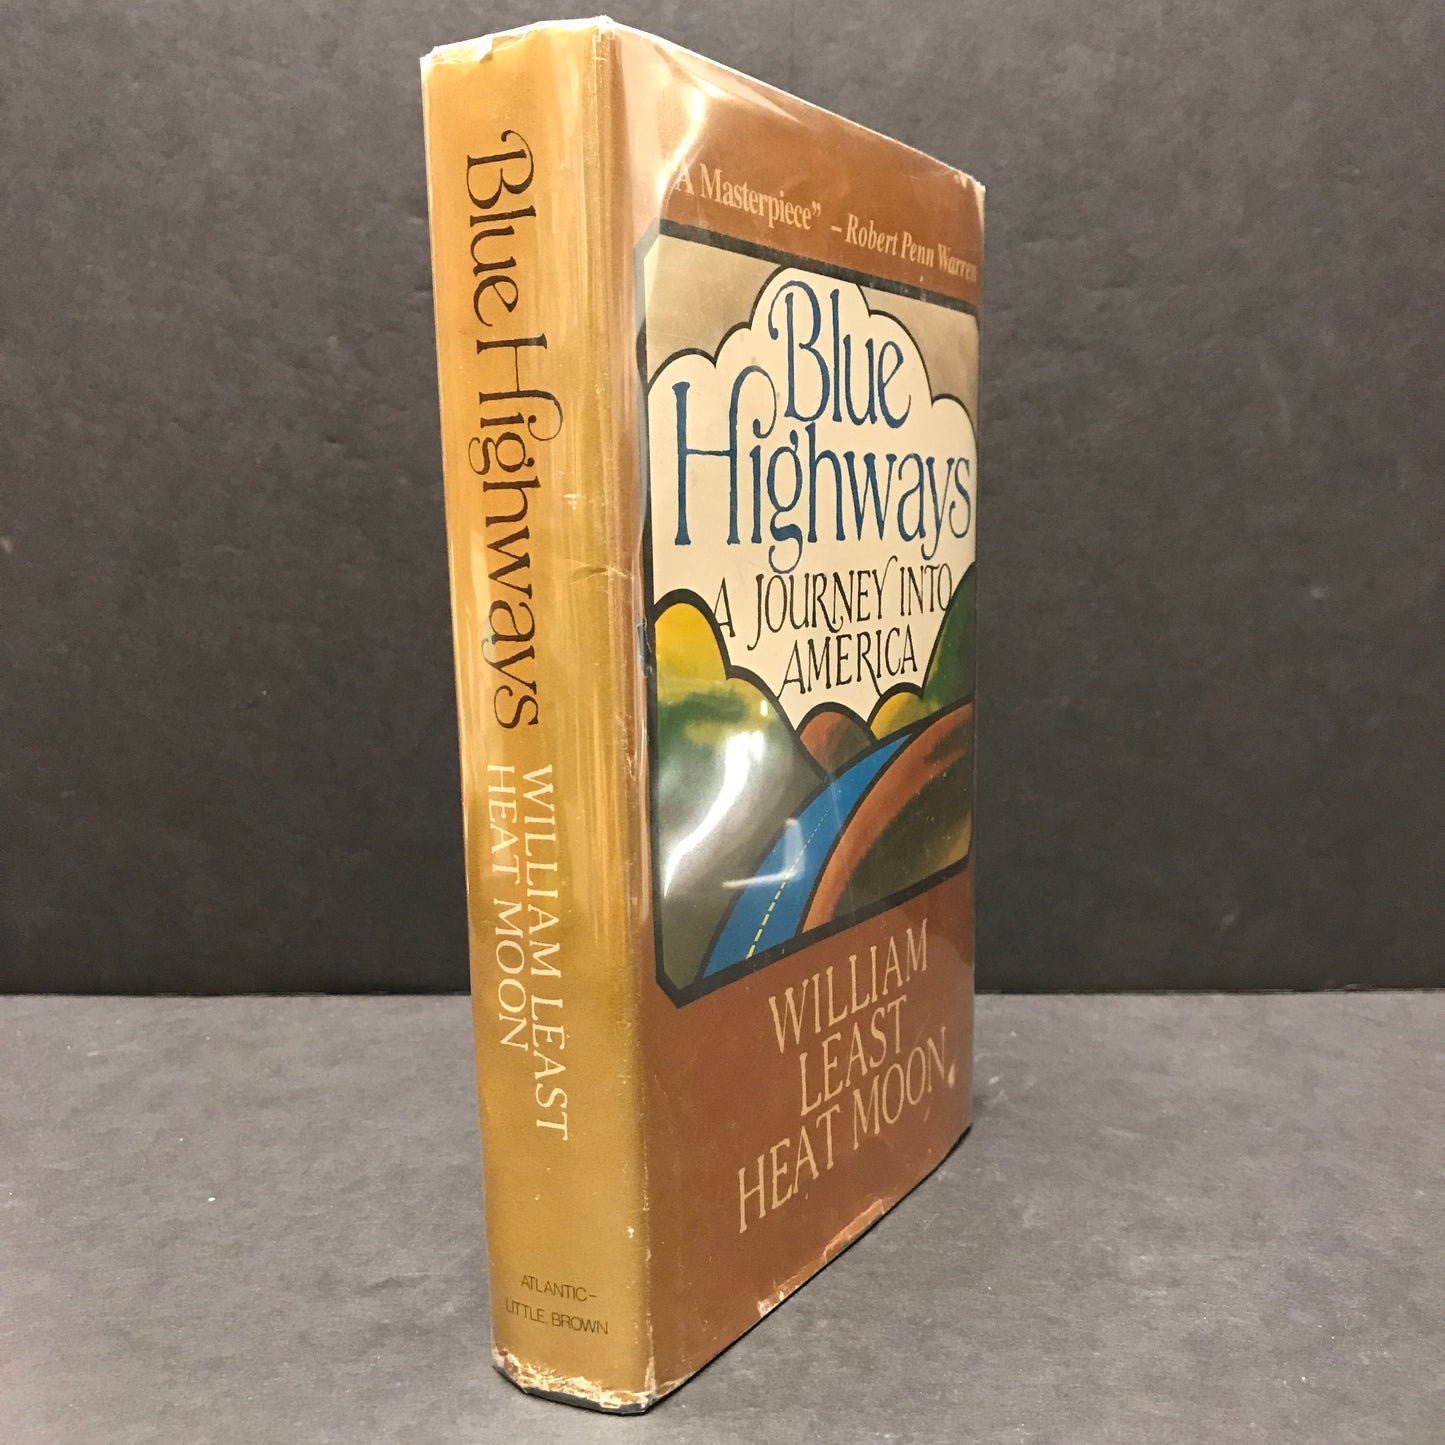 Blue Highways
WILLIAM LEAST
HEAT MOON
ATLANTIC–
LITTLE, BROWN
"A Masterpiece" – Robert Penn Warren
Blue
Highways
A JOURNEY INTO
AMERICA
WILLIAM
LEAST
HEAT MOON